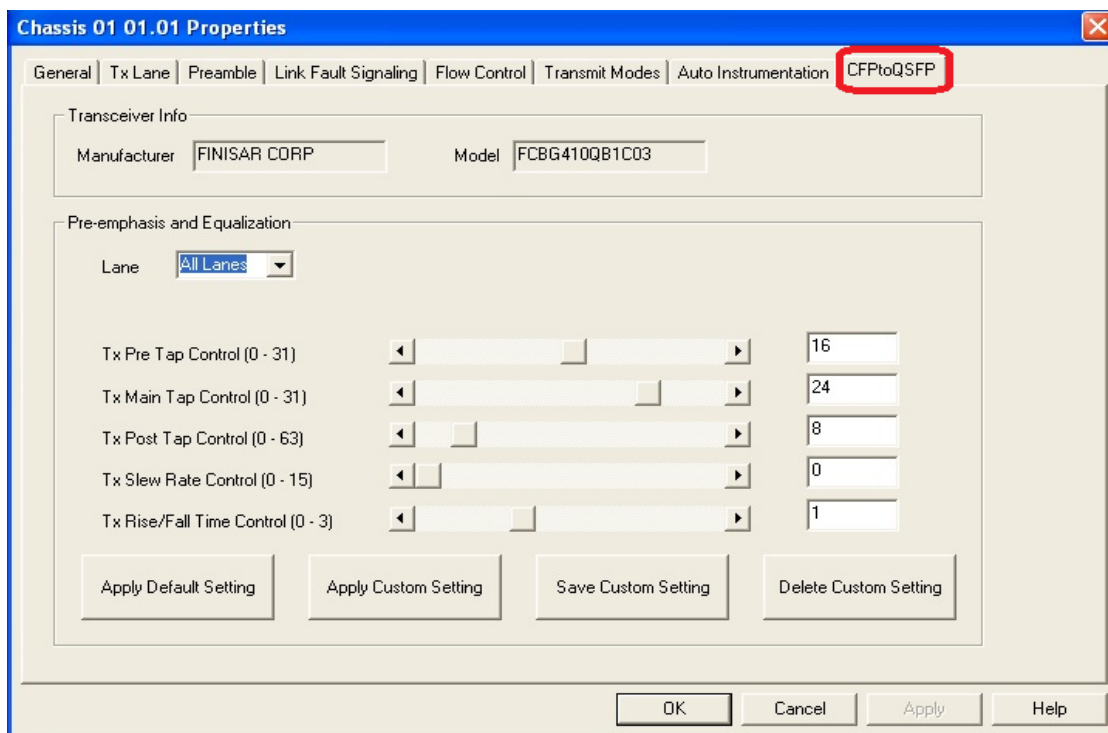 Chassis 01 01.01 Properties
General Tx Lane Preamble Link Fault Signaling Flow Control Transmit Modes Auto Instrumentation CFPtoQSFP
Transceiver Info
Manufacturer FINISAR CORP Model FCBG410QB1C03
Pre-emphasis and Equalization
Lane All Lanes
Tx Pre Tap Control (0 - 31) 16
Tx Main Tap Control (0 - 31) 24
Tx Post Tap Control (0 - 63) 8
Tx Slew Rate Control (0 - 15) 0
Tx Rise/Fall Time Control (0 - 3) 1
Apply Default Setting Apply Custom Setting Save Custom Setting Delete Custom Setting
OK Cancel Apply Help